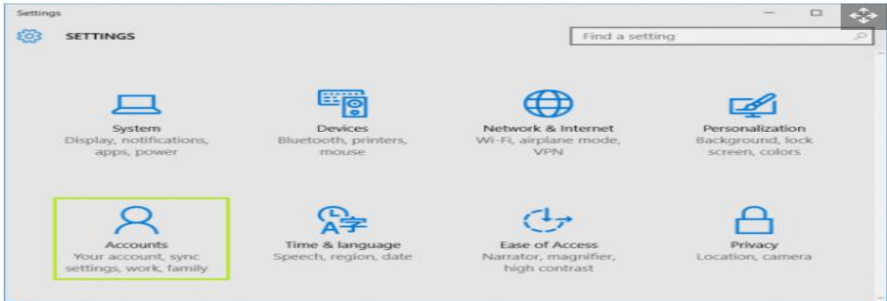 Settings
SETTINGS
Find a setting
System
Display, notifications,
apps, power
Devices
Bluetooth, printers,
mouse
Network & Internet
Wi-Fi, airplane mode,
VPN
Personalization
Background, lock
screen, colors
Accounts
Your account, sync
settings, work, family
A字
Time & language
Speech, region, date
Ease of Access
Narrator, magnifier,
high contrast
Privacy
Location, camera